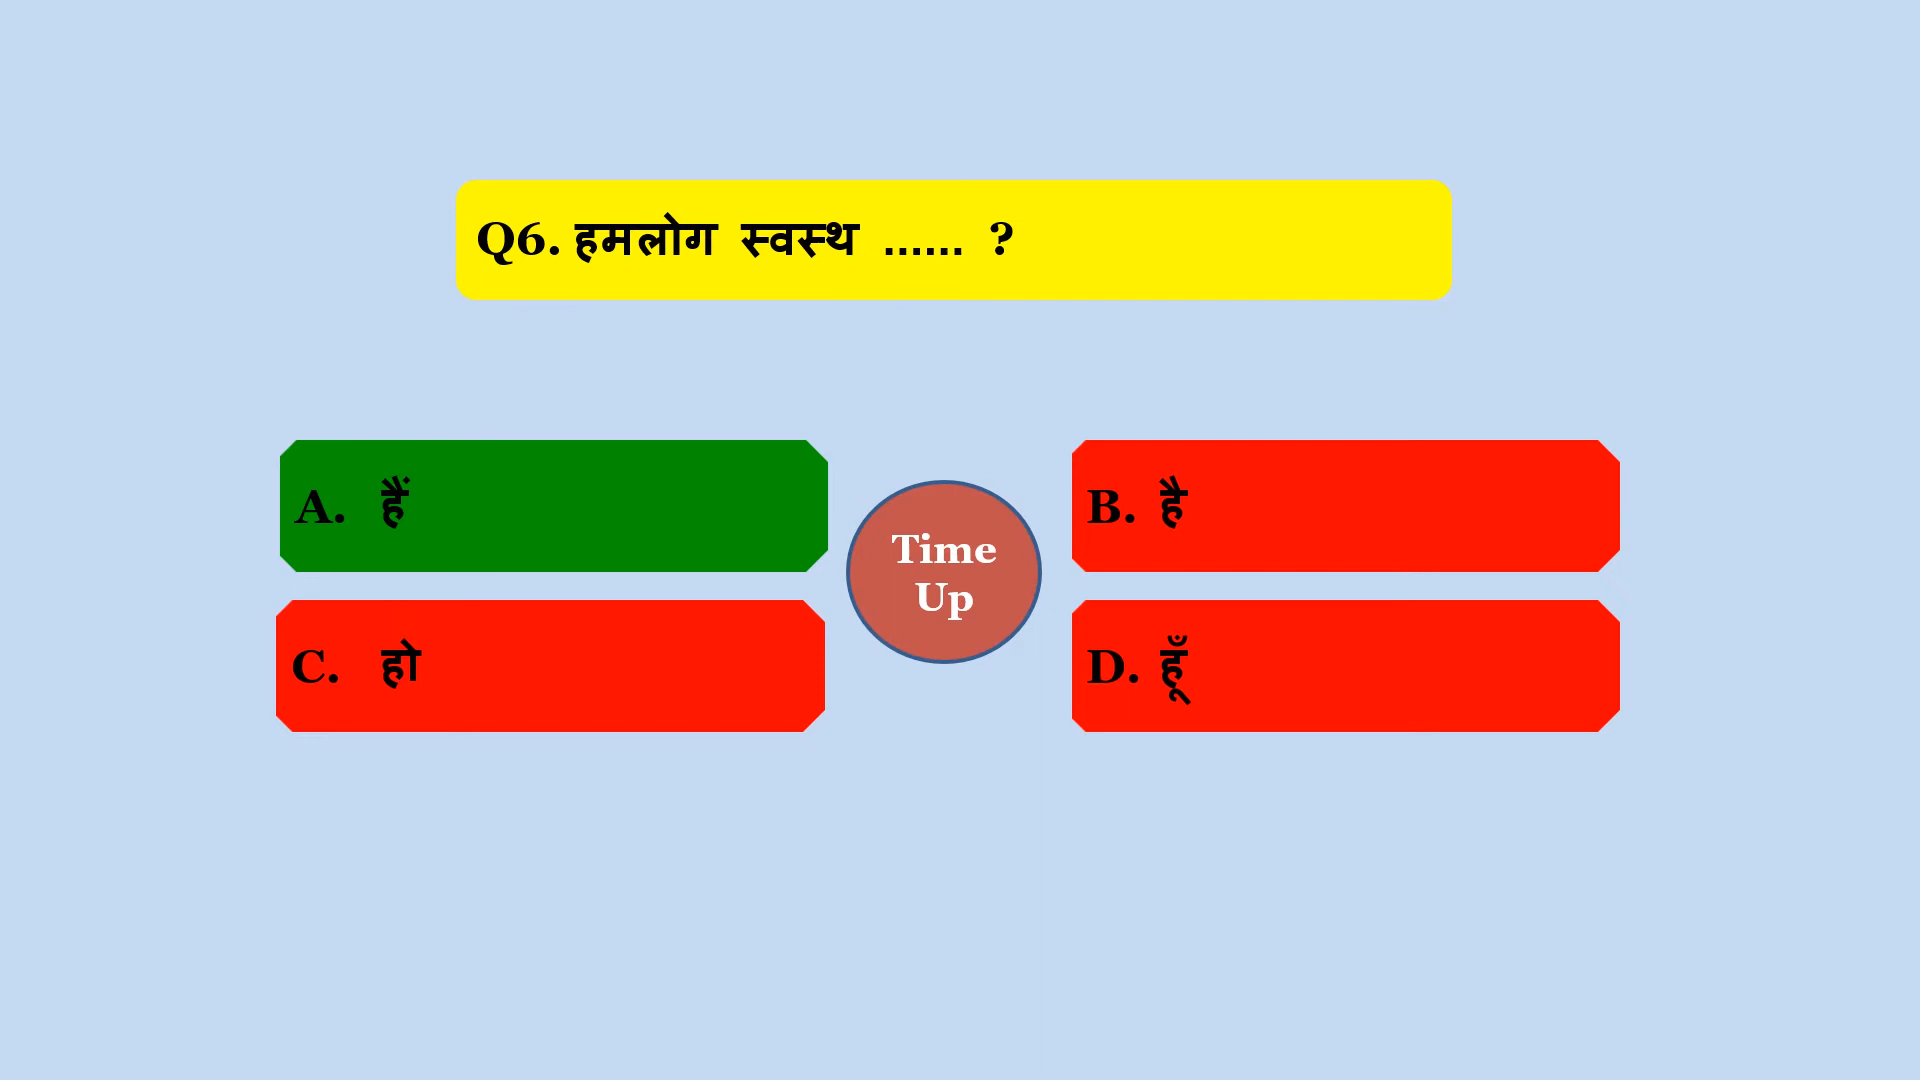 Q6. हमलोग स्वस्थ ...... ?
A. हैं
B. है
Time
Up
C. हो
D. हूँ